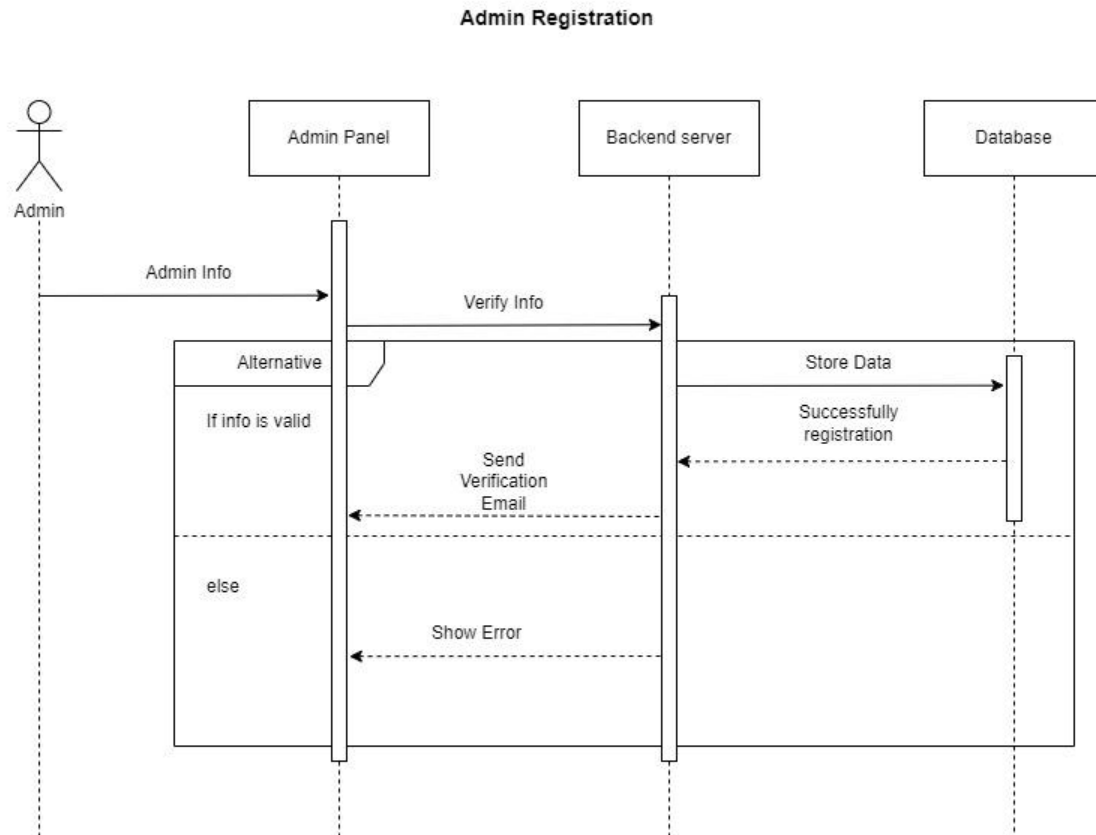 Admin Registration
Admin Panel
Backend server
Database
Admin
Admin Info
Verify Info
Alternative
Store Data
If info is valid
Successfully
registration
Send
Verification
Email
else
Show Error